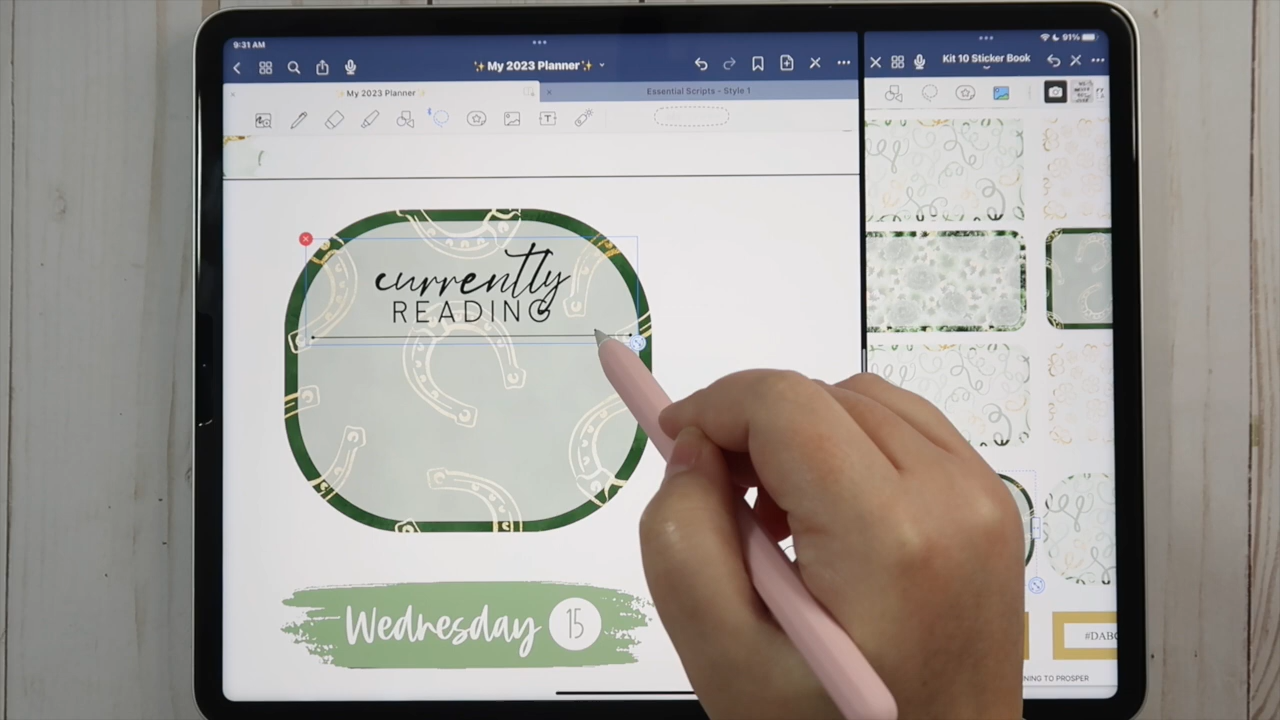 9:31 AM
91%
✨My 2023 Planner✨
Kit 10 Sticker Book
My 2023 Planner
Essential Scripts - Style 1
currently
READING
Wednesday 15
#DABO
NING TO PROSPER